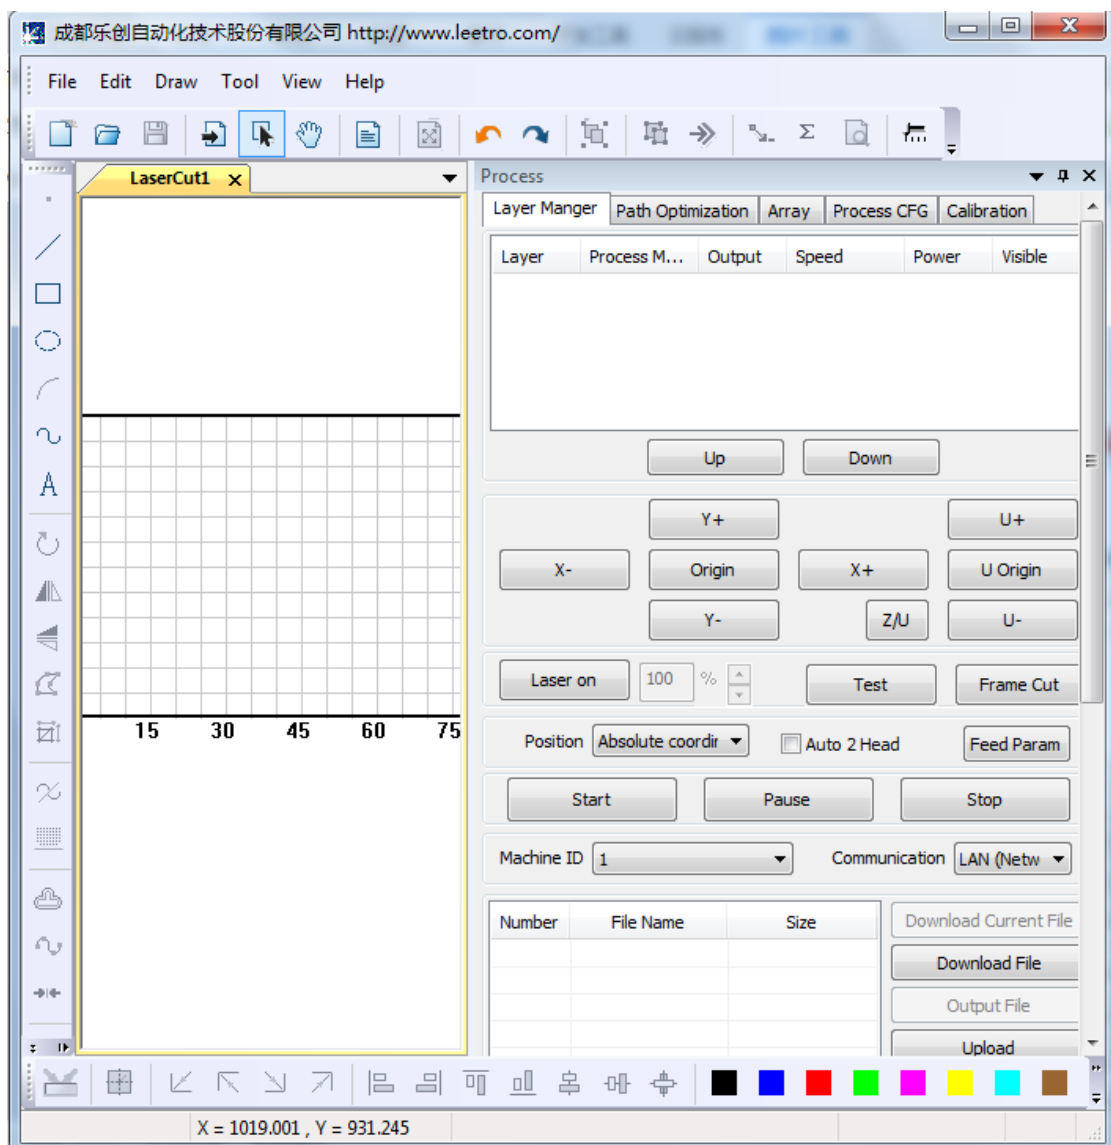 成都乐创自动化技术股份有限公司 http://www.leetro.com/
File Edit Draw Tool View Help
LaserCut1
Process
Layer Manger Path Optimization Array Process CFG Calibration
Layer Process M... Output Speed Power Visible
Up Down
Y+ U+
X- Origin X+ U Origin
Y- Z/U U-
Laser on 100 % Test Frame Cut
15 30 45 60 75
Position Absolute coordir Auto 2 Head Feed Param
Start Pause Stop
Machine ID 1 Communication LAN (Netw
Number File Name Size Download Current File
Download File
Output File
Upload
X = 1019.001 , Y = 931.245